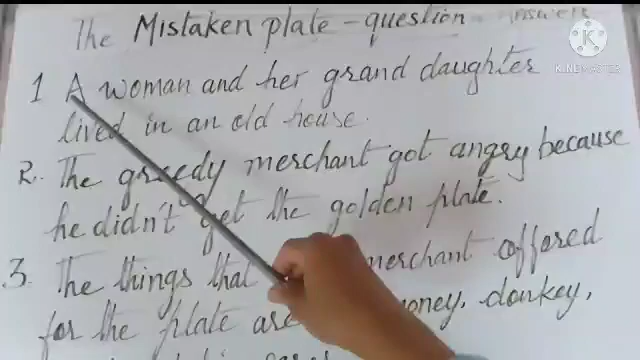 The Mistaken plate - question - Answers
KINEMASTER
1 A woman and her grand daughter
lived in an old house.
2. The greedy merchant got angry because
he didn't get the golden plate.
3. The things that merchant offered
for the plate are money, donkey,